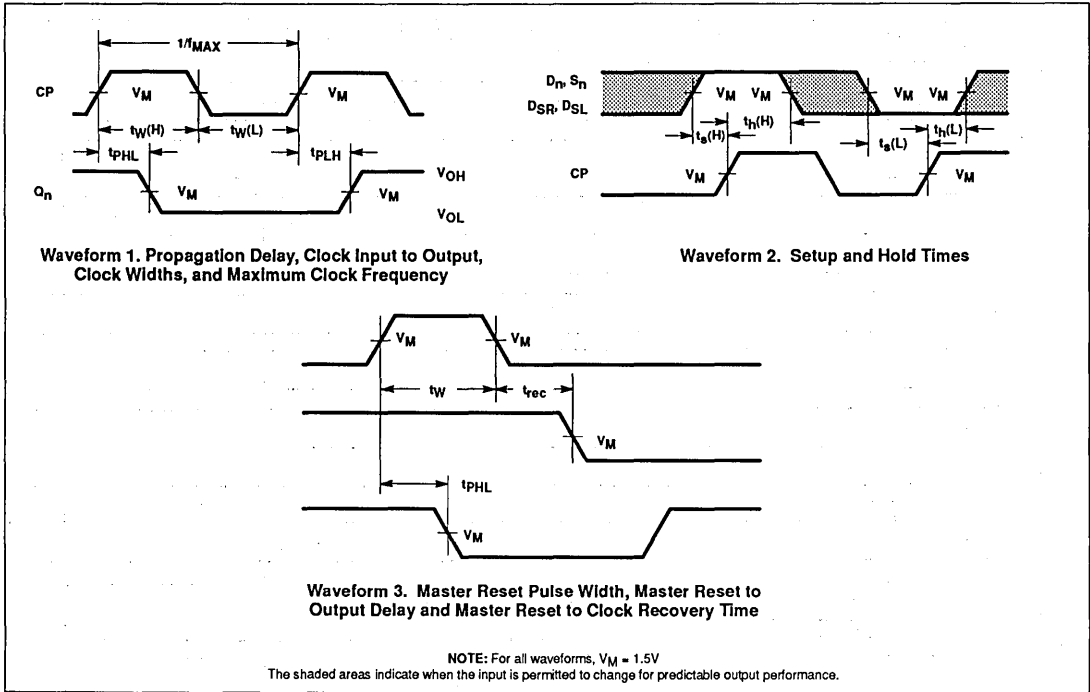 1/fMAX
CP VM VM
tW(H) tW(L)
tPHL tPLH
Qn VM VM VOH
VOL
Waveform 1. Propagation Delay, Clock Input to Output,
Clock Widths, and Maximum Clock Frequency
Dn, Sn
DSR, DSL
VM VM VM VM
ts(H) th(H) ts(L) th(L)
CP VM VM
Waveform 2. Setup and Hold Times
VM VM
tW trec
VM
tPHL
VM
Waveform 3. Master Reset Pulse Width, Master Reset to
Output Delay and Master Reset to Clock Recovery Time
NOTE: For all waveforms, VM = 1.5V
The shaded areas indicate when the input is permitted to change for predictable output performance.